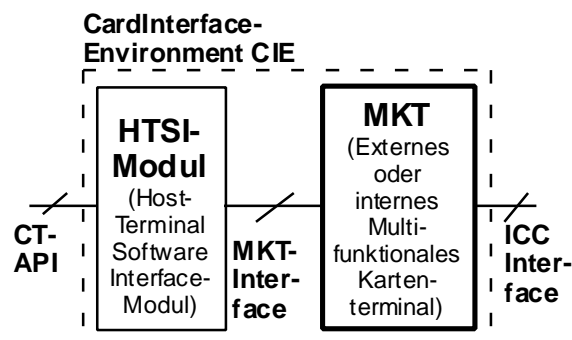 CardInterface-
Environment CIE
HTSI-
Modul
(Host-
Terminal
Software
Interface-
Modul)
MKT
(Externes
oder
internes
Multi-
funktionales
Karten-
terminal)
CT-
API
MKT-
Inter-
face
ICC
Inter-
face